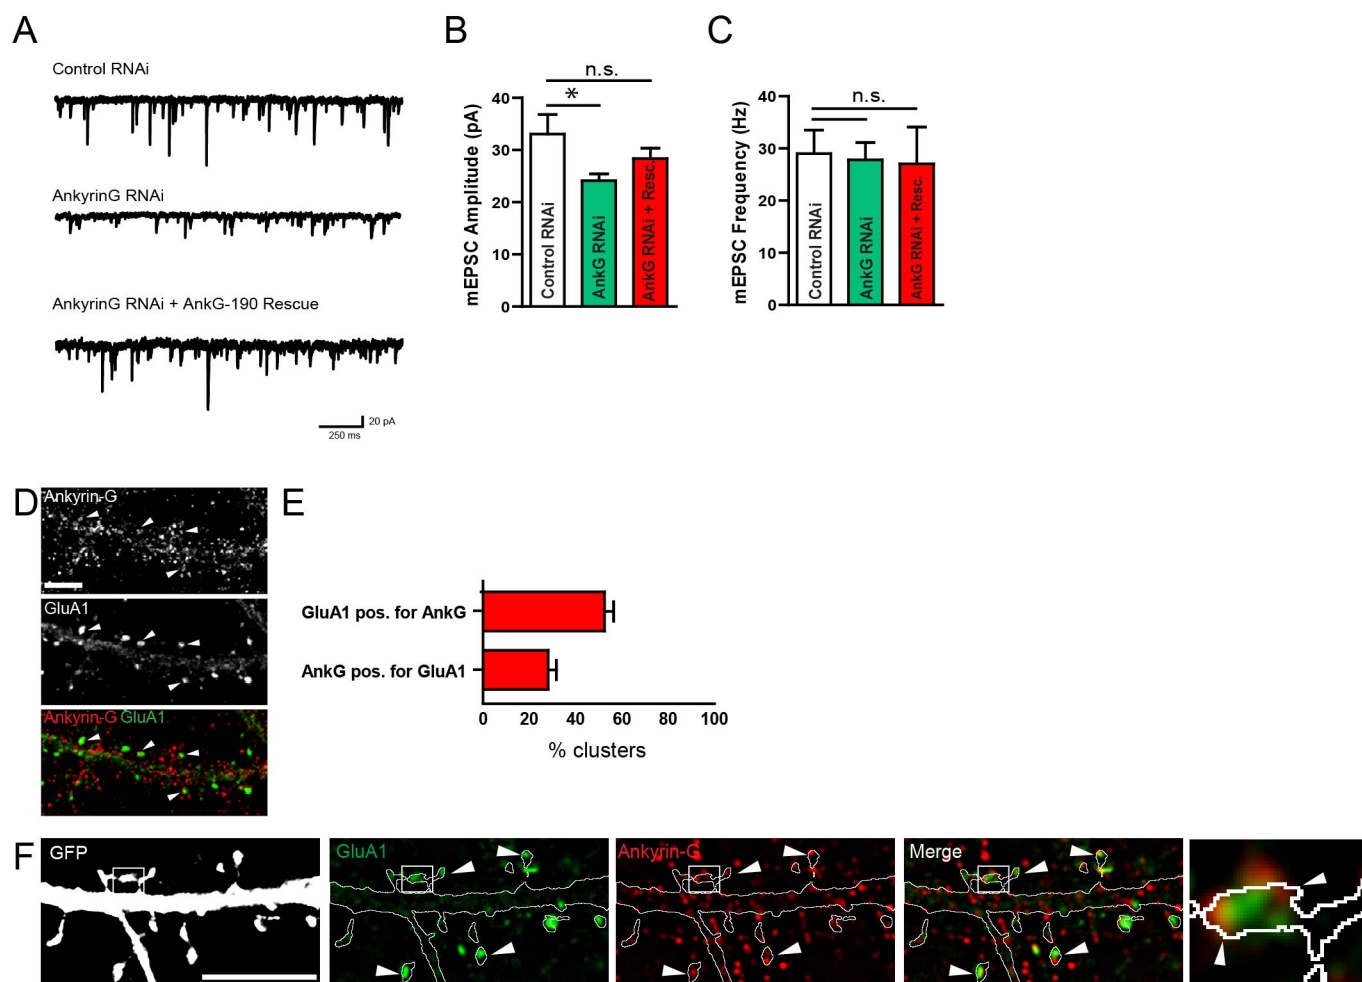 A
Control RNAi
AnkyrinG RNAi
AnkyrinG RNAi + AnkG-190 Rescue
20 pA
250 ms
B
n.s.
*
mEPSC Amplitude (pA)
40
30
20
10
0
Control RNAi
AnkG RNAi
AnkG RNAi + Resc.
C
n.s.
mEPSC Frequency (Hz)
40
30
20
10
0
Control RNAi
AnkG RNAi
AnkG RNAi + Resc.
D
Ankyrin-G
GluA1
Ankyrin-G GluA1
E
GluA1 pos. for AnkG
AnkG pos. for GluA1
0 20 40 60 80 100
% clusters
F
GFP
GluA1
Ankyrin-G
Merge